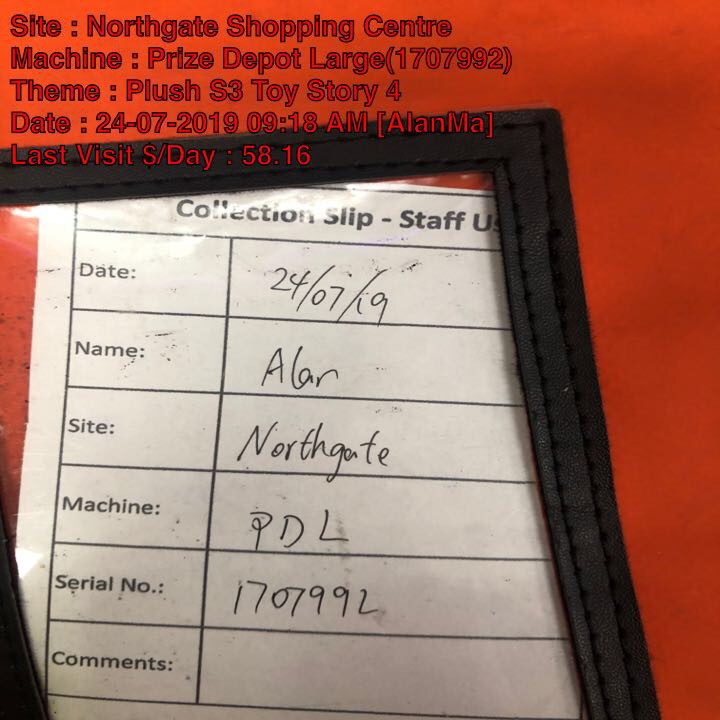 Site : Northgate Shopping Centre
Machine : Prize Depot Large(1707992)
Theme : Plush S3 Toy Story 4
Date : 24-07-2019 09:18 AM [AlanMa]
Last Visit $/Day : 58.16
Collection Slip - Staff Us
Date: 24/07/19
Name: Alan
Site: Northgate
Machine: PDL
Serial No.: 1707992
Comments: